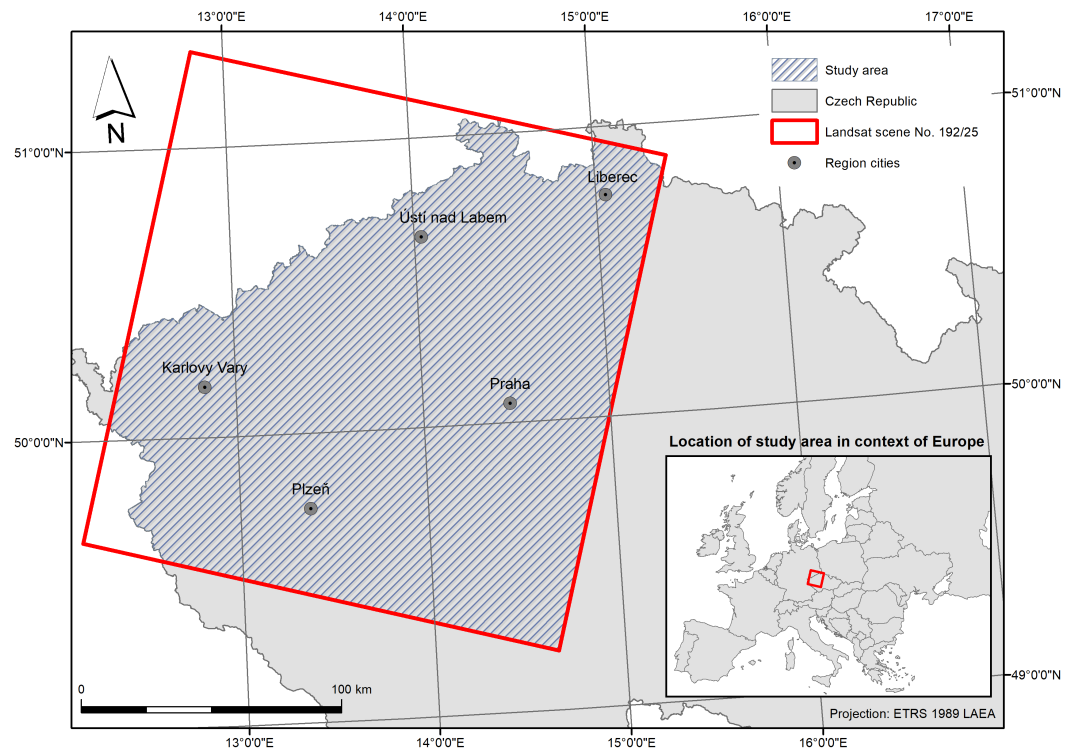 13°0'0"E 14°0'0"E 15°0'0"E 16°0'0"E 17°0'0"E
Study area
Czech Republic
Landsat scene No. 192/25
Region cities
N
51°0'0"N
51°0'0"N
Liberec
Ústí nad Labem
Karlovy Vary
Praha
50°0'0"N
50°0'0"N
Location of study area in context of Europe
Plzeň
49°0'0"N
0 100 km
Projection: ETRS 1989 LAEA
13°0'0"E 14°0'0"E 15°0'0"E 16°0'0"E